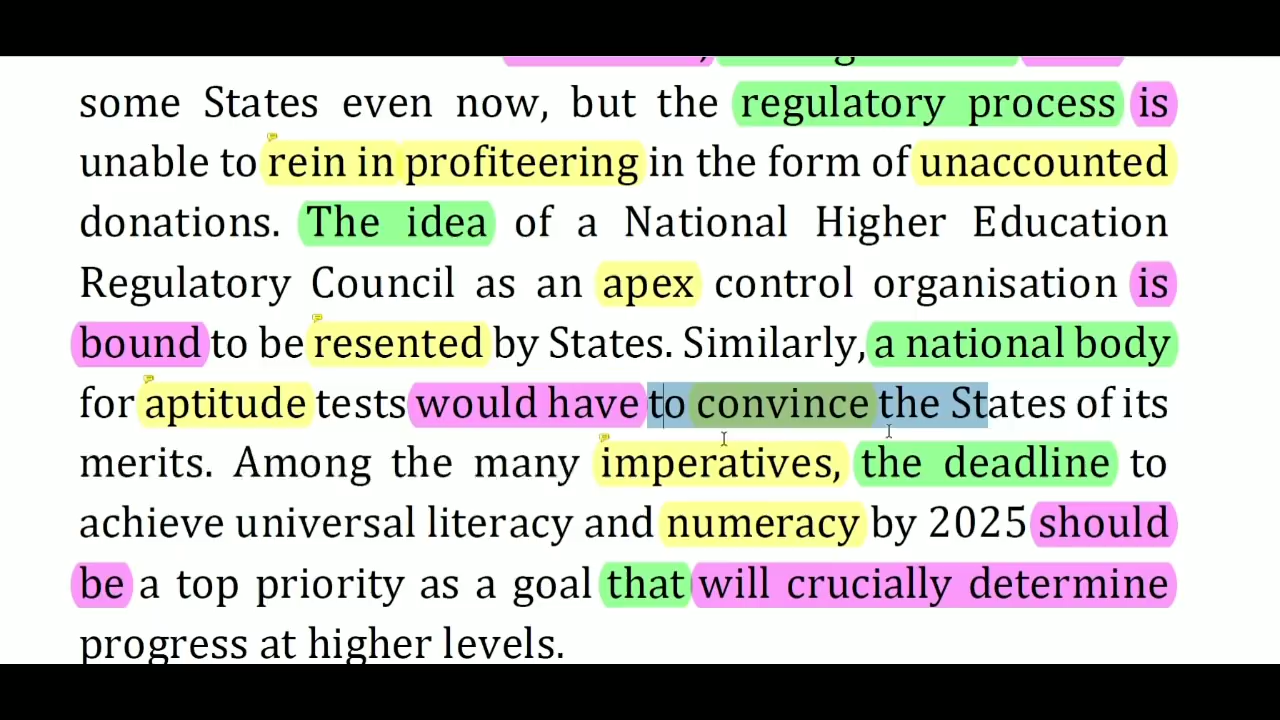 some States even now, but the regulatory process is
unable to rein in profiteering in the form of unaccounted
donations. The idea of a National Higher Education
Regulatory Council as an apex control organisation is
bound to be resented by States. Similarly, a national body
for aptitude tests would have to convince the States of its
merits. Among the many imperatives, the deadline to
achieve universal literacy and numeracy by 2025 should
be a top priority as a goal that will crucially determine
progress at higher levels.